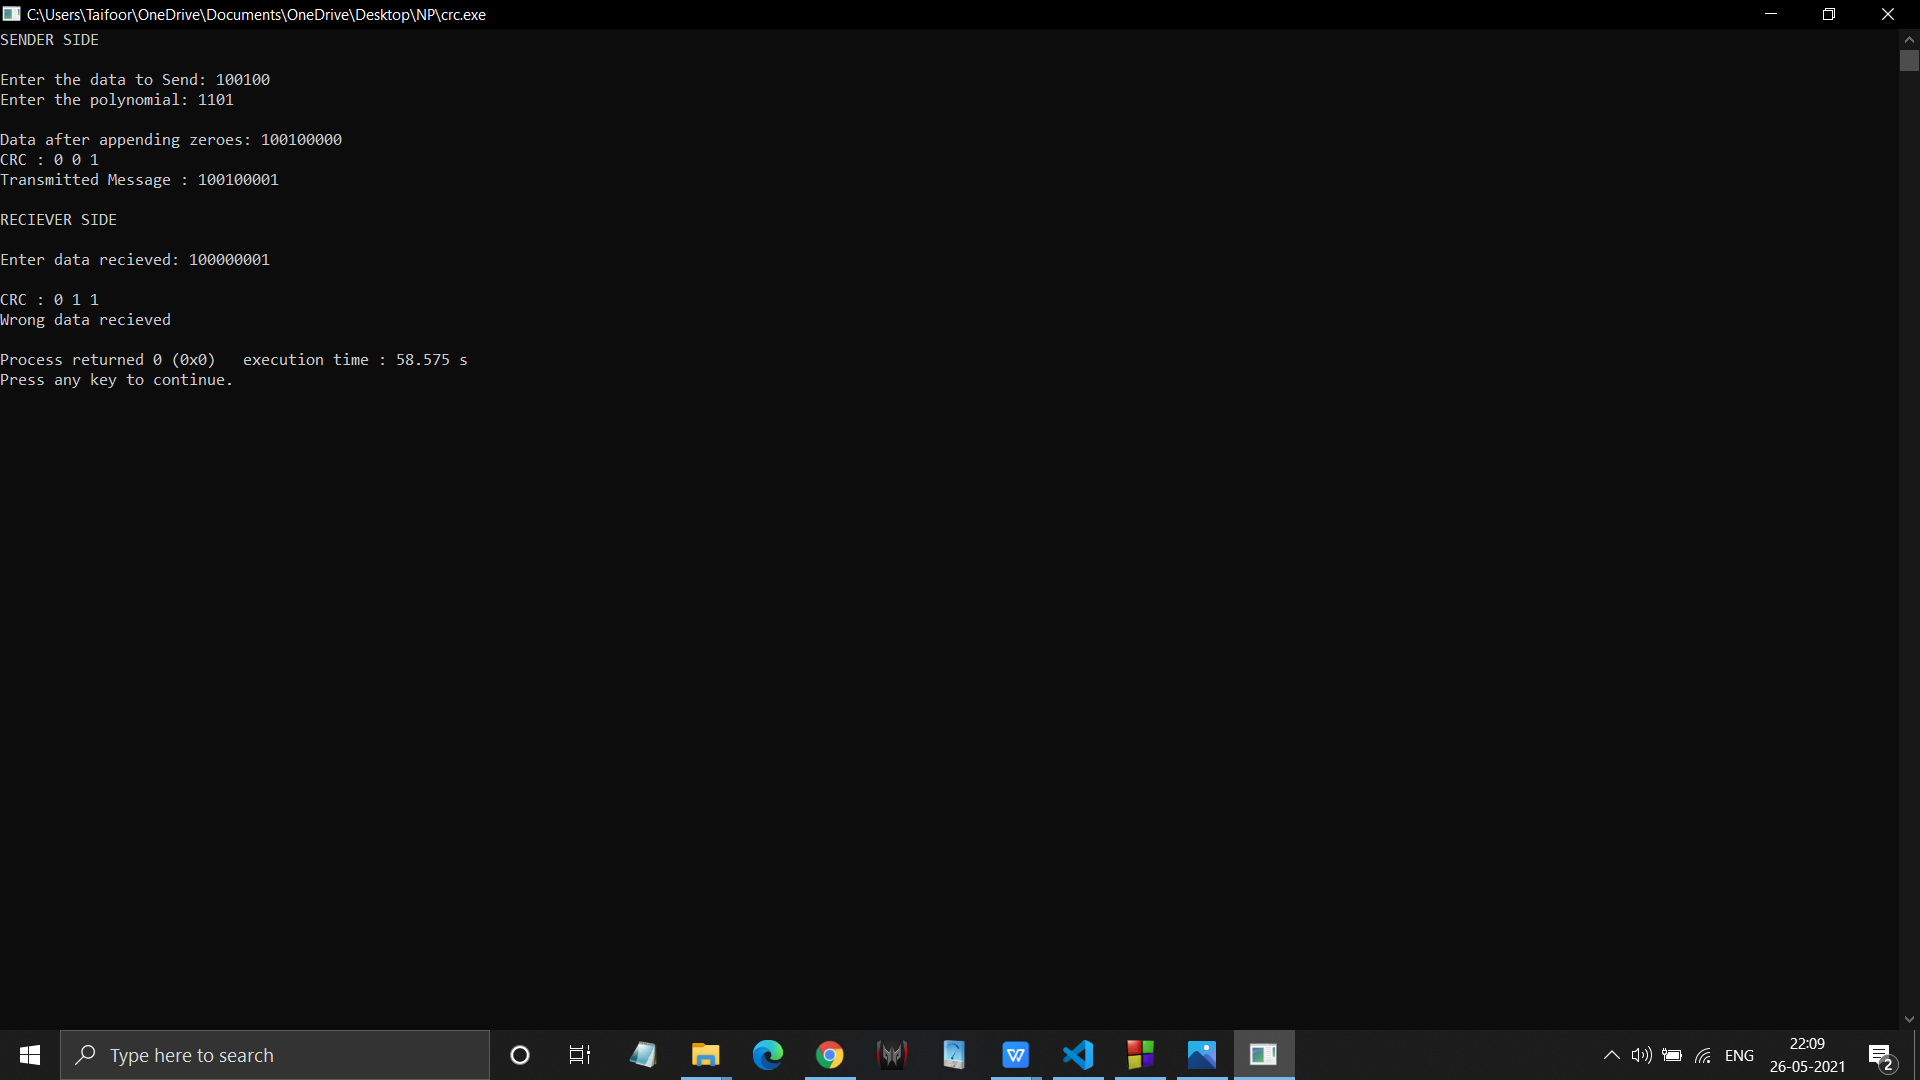 C:\Users\Taifoor\OneDrive\Documents\OneDrive\Desktop\NP\crc.exe
SENDER SIDE
Enter the data to Send: 100100
Enter the polynomial: 1101
Data after appending zeroes: 100100000
CRC : 0 0 1
Transmitted Message : 100100001
RECIEVER SIDE
Enter data recieved: 100000001
CRC : 0 1 1
Wrong data recieved
Process returned 0 (0x0)   execution time : 58.575 s
Press any key to continue.
Type here to search
W
ENG
22:09
26-05-2021
2